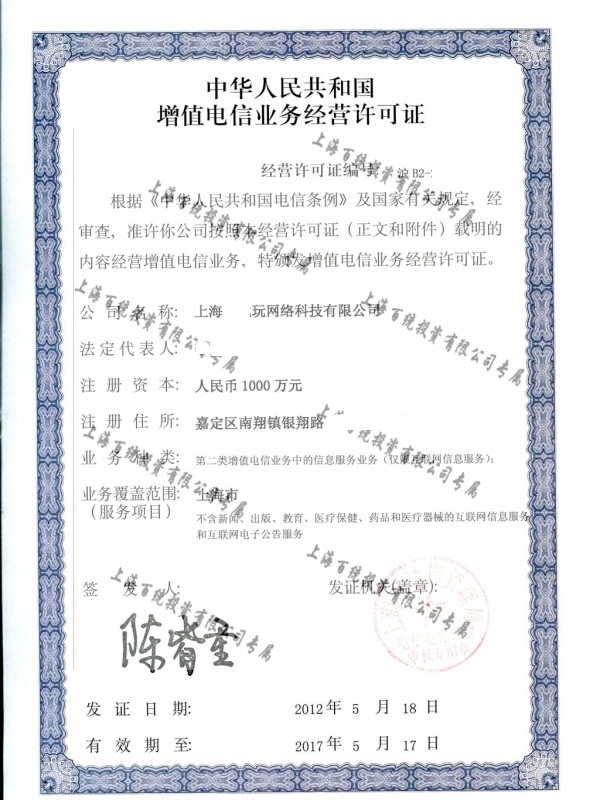 中华人民共和国
增值电信业务经营许可证
经营许可证编号 沪B2-
根据《中华人民共和国电信条例》及国家有关规定，经
审查，准许你公司按照本经营许可证（正文和附件）载明的
内容经营增值电信业务，特颁发增值电信业务经营许可证。
公司名称: 上海 玩网络科技有限公司
法定代表人:
注册资本: 人民币1000万元
注册住所: 嘉定区南翔镇银翔路
业务种类: 第二类增值电信业务中的信息服务业务（仅限互联网信息服务）;
业务覆盖范围: 上海市
（服务项目） 不含新闻、出版、教育、医疗保健、药品和医疗器械的互联网信息服务
和互联网电子公告服务
签发人: 发证机关(盖章):
发证日期: 2012年5月18日
有效期至: 2017年5月17日
上海百统投资有限公司专属
上海百统投资有限公司专属
上海百统投资有限公司专属
上海百统投资有限公司专属
上海百统投资有限公司专属
上海百统投资有限公司专属
上海百统投资有限公司专属
上海百统投资有限公司专属